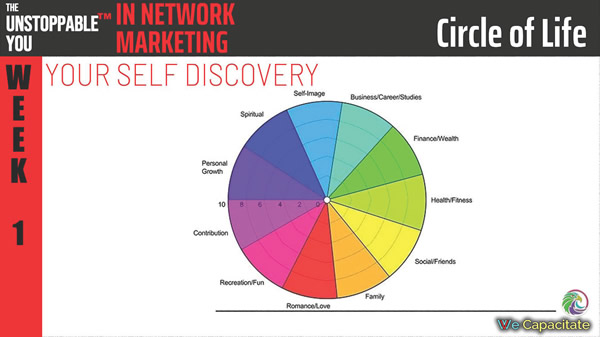 THE
UNSTOPPABLE™
YOU
IN NETWORK
MARKETING
Circle of Life
WEEK
1
YOUR SELF DISCOVERY
Self-Image
Business/Career/Studies
Spiritual
Finance/Wealth
Personal
Growth
Health/Fitness
10 8 6 4 2 0
Contribution
Social/Friends
Recreation/Fun
Family
Romance/Love
We Capacitate